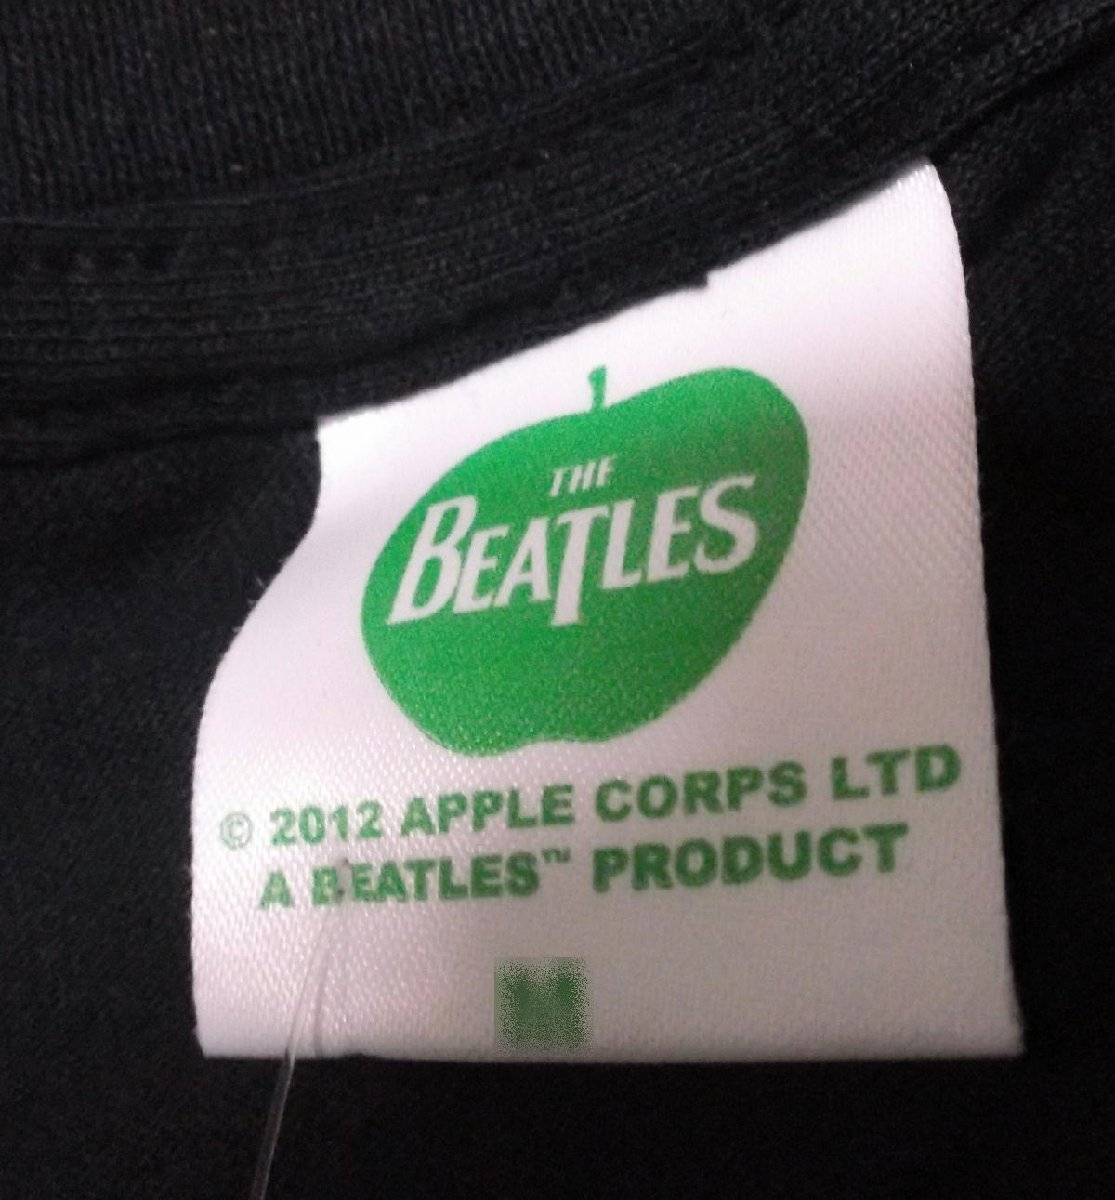 THE
BEATLES
© 2012 APPLE CORPS LTD
A BEATLES™ PRODUCT